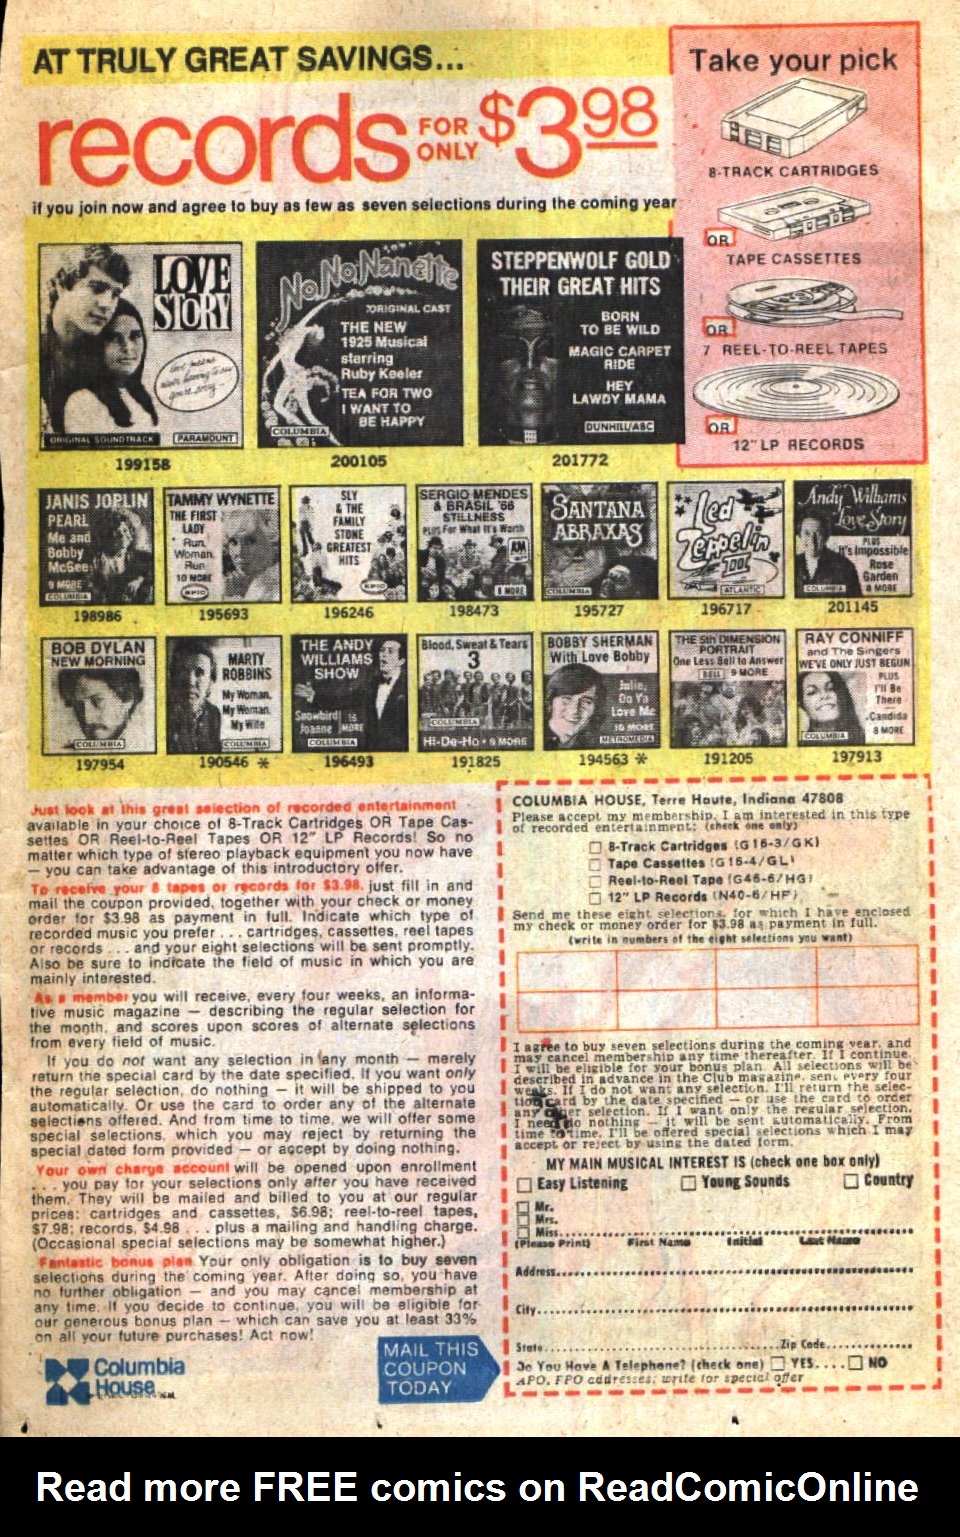 AT TRULY GREAT SAVINGS...
records FOR ONLY $3.98
if you join now and agree to buy as few as seven selections during the coming year
Take your pick
8-TRACK CARTRIDGES
OR
TAPE CASSETTES
OR
7 REEL-TO-REEL TAPES
OR
12" LP RECORDS
LOVE
STORY
ORIGINAL SOUNDTRACK
PARAMOUNT
199158
No, No, Nanette
ORIGINAL CAST
THE NEW
1925 Musical
starring
Ruby Keeler
TEA FOR TWO
I WANT TO
BE HAPPY
COLUMBIA
200105
STEPPENWOLF GOLD
THEIR GREAT HITS
BORN
TO BE WILD
MAGIC CARPET
RIDE
HEY
LAWDY MAMA
DUNHILL/ABC
201772
JANIS JOPLIN
PEARL
Me and
Bobby
McGee
9 MORE
COLUMBIA
198986
TAMMY WYNETTE
THE FIRST
LADY
Run,
Woman,
Run
10 MORE
EPIC
195693
SLY
& THE
FAMILY
STONE
GREATEST
HITS
EPIC
196246
SERGIO MENDES
& BRASIL '66
STILLNESS
PLUS For What It's Worth
A&M
8 MORE
198473
SANTANA
ABRAXAS
COLUMBIA
195727
Led
Zeppelin
ATLANTIC
196717
Andy Williams
Love Story
PLUS
It's Impossible
Rose
Garden
8 MORE
COLUMBIA
201145
BOB DYLAN
NEW MORNING
COLUMBIA
197954
MARTY
ROBBINS
My Woman,
My Woman,
My Wife
COLUMBIA
190546 *
THE ANDY
WILLIAMS
SHOW
Snowbird
Joanne
16
MORE
COLUMBIA
196493
Blood, Sweat & Tears
3
COLUMBIA
Hi-De-Ho • 9 MORE
191825
BOBBY SHERMAN
With Love Bobby
Julie,
Do Ya
Love Me
10 MORE
METROMEDIA
194563 *
THE 5th DIMENSION
PORTRAIT
One Less Bell to Answer
BELL 9 MORE
191205
RAY CONNIFF
and The Singers
WE'VE ONLY JUST BEGUN
PLUS
I'll Be
There
Candida
8 MORE
COLUMBIA
197913
Just look at this great selection of recorded entertainment
available in your choice of 8-Track Cartridges OR Tape Cas-
settes OR Reel-to-Reel Tapes OR 12" LP Records! So no
matter which type of stereo playback equipment you now have
— you can take advantage of this introductory offer.
To receive your 8 tapes or records for $3.98, just fill in and
mail the coupon provided, together with your check or money
order for $3.98 as payment in full. Indicate which type of
recorded music you prefer . . . cartridges, cassettes, reel tapes
or records . . . and your eight selections will be sent promptly.
Also be sure to indicate the field of music in which you are
mainly interested.
As a member you will receive, every four weeks, an informa-
tive music magazine — describing the regular selection for
the month, and scores upon scores of alternate selections
from every field of music.
If you do not want any selection in any month — merely
return the special card by the date specified. If you want only
the regular selection, do nothing — it will be shipped to you
automatically. Or use the card to order any of the alternate
selections offered. And from time to time, we will offer some
special selections, which you may reject by returning the
special dated form provided — or accept by doing nothing.
Your own charge account will be opened upon enrollment
. . . you pay for your selections only after you have received
them. They will be mailed and billed to you at our regular
prices: cartridges and cassettes, $6.98; reel-to-reel tapes,
$7.98; records, $4.98 . . . plus a mailing and handling charge.
(Occasional special selections may be somewhat higher.)
Fantastic bonus plan Your only obligation is to buy seven
selections during the coming year. After doing so, you have
no further obligation — and you may cancel membership at
any time. If you decide to continue, you will be eligible for
our generous bonus plan — which can save you at least 33%
on all your future purchases! Act now!
Columbia
House
MAIL THIS
COUPON
TODAY
COLUMBIA HOUSE, Terre Haute, Indiana 47808
Please accept my membership. I am interested in this type
of recorded entertainment: (check one only)
8-Track Cartridges (G16-3/GK)
Tape Cassettes (G16-4/GL)
Reel-to-Reel Tape (G46-6/HG)
12" LP Records (N40-6/HF)
Send me these eight selections, for which I have enclosed
my check or money order for $3.98 as payment in full.
(write in numbers of the eight selections you want)
I agree to buy seven selections during the coming year, and
may cancel membership any time thereafter. If I continue,
I will be eligible for your bonus plan. All selections will be
described in advance in the Club magazine, sent every four
weeks. If I do not want any selection, I'll return the selec-
tion card by the date specified — or use the card to order
any other selection. If I want only the regular selection,
I need do nothing — it will be sent automatically. From
time to time, I'll be offered special selections which I may
accept or reject by using the dated form.
MY MAIN MUSICAL INTEREST IS (check one box only)
Easy Listening Young Sounds Country
Mr.
Mrs.
Miss
(Please Print) First Name Initial Last Name
Address
City
State Zip Code
Do You Have A Telephone? (check one) YES.... NO
APO, FPO addresses: write for special offer
Read more FREE comics on ReadComicOnline